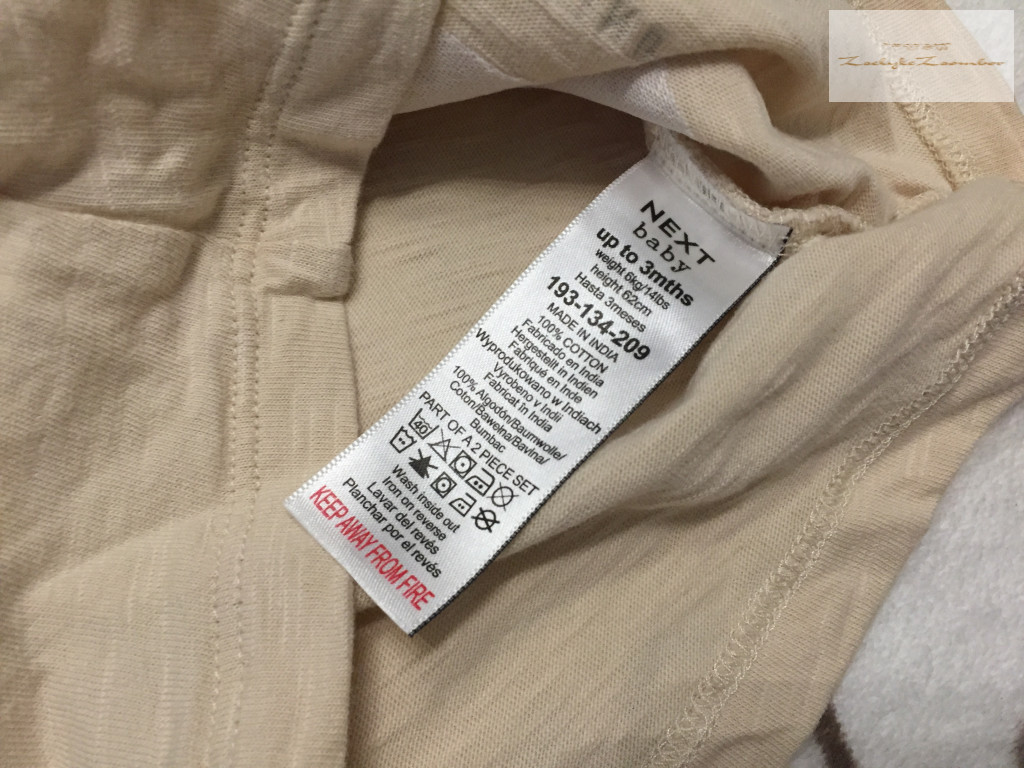 NEXT
baby
up to 3mths
weight 6kg/14lbs
height 62cm
Hasta 3meses
193-134-209
MADE IN INDIA
100% COTTON
Fabricado en India
Hergestellt in Indien
Fabriqué en Inde
Wyprodukowano w Indiach
Vyrobeno v Indii
Fabricat în India
100% Algodón/Baumwolle/
Coton/Bawełna/Bavlna/
Bumbac
PART OF A 2 PIECE SET
40
Wash inside out
Iron on reverse
Lavar del revés
Planchar por el revés
KEEP AWAY FROM FIRE